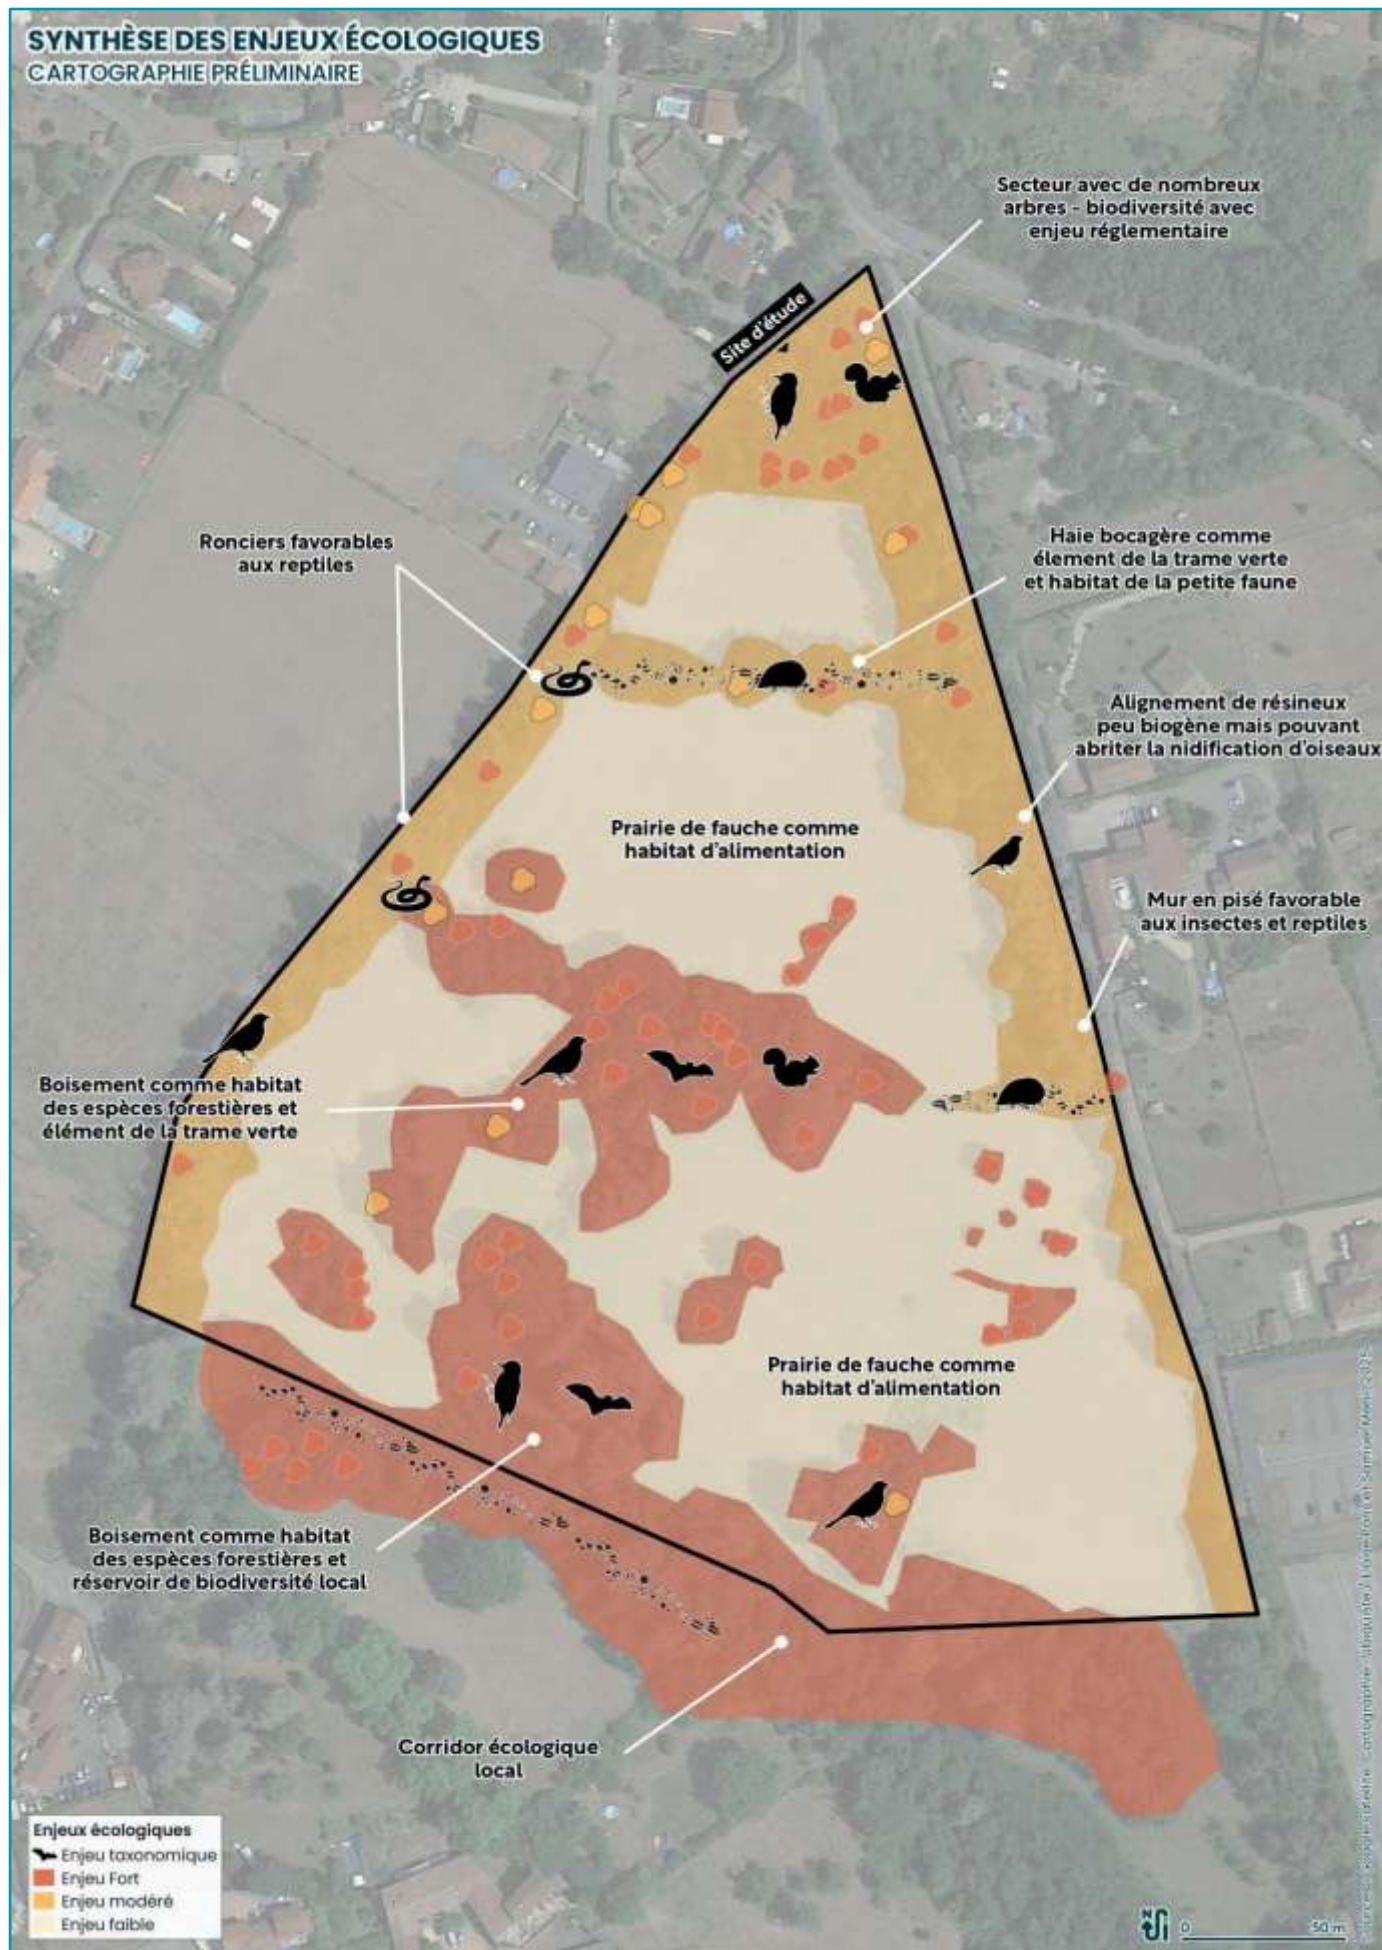 SYNTHÈSE DES ENJEUX ÉCOLOGIQUES
CARTOGRAPHIE PRÉLIMINAIRE
Secteur avec de nombreux
arbres - biodiversité avec
enjeu réglementaire
Site d'étude
Ronciers favorables
aux reptiles
Haie bocagère comme
élement de la trame verte
et habitat de la petite faune
Alignement de résineux
peu biogène mais pouvant
abriter la nidification d'oiseaux
Prairie de fauche comme
habitat d'alimentation
Mur en pisé favorable
aux insectes et reptiles
Boisement comme habitat
des espèces forestières et
élément de la trame verte
Prairie de fauche comme
habitat d'alimentation
Boisement comme habitat
des espèces forestières et
réservoir de biodiversité local
Corridor écologique
local
Enjeux écologiques
Enjeu taxonomique
Enjeu Fort
Enjeu modéré
Enjeu faible
N
0 50 m